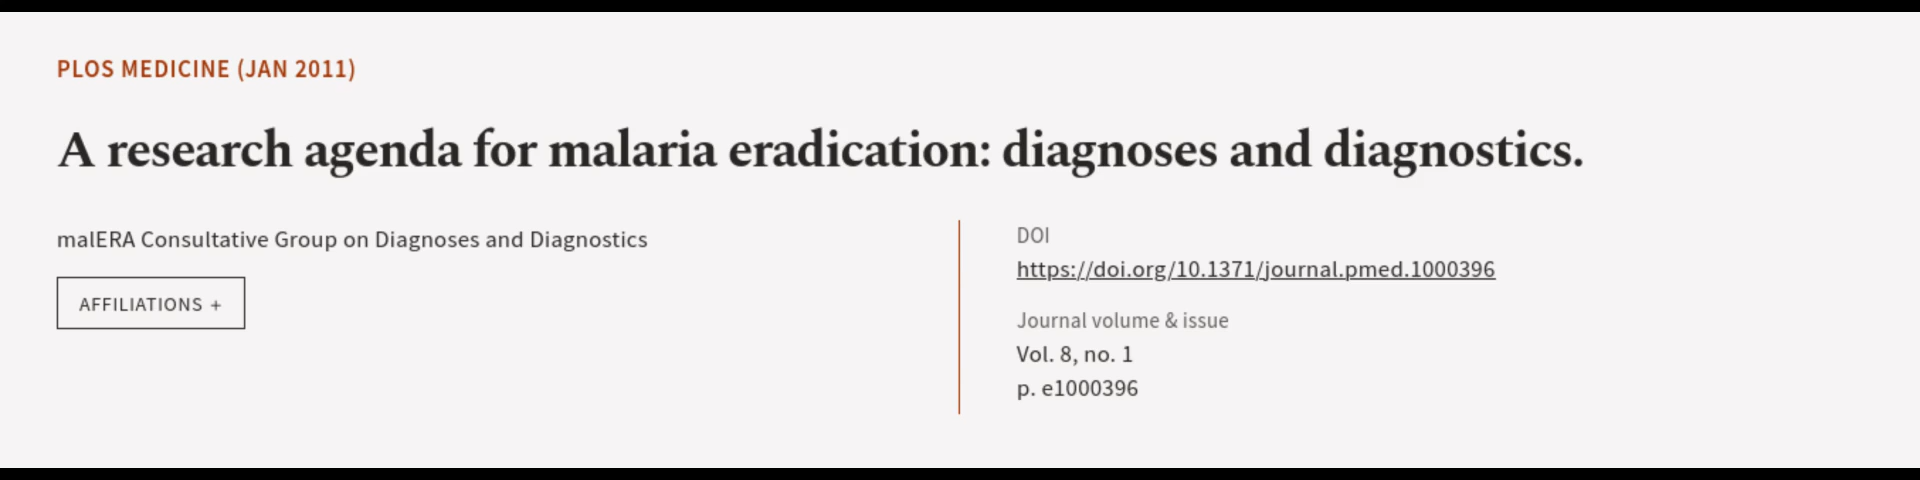 PLOS MEDICINE (JAN 2011)
A research agenda for malaria eradication: diagnoses and diagnostics.
malERA Consultative Group on Diagnoses and Diagnostics
AFFILIATIONS +
DOI
https://doi.org/10.1371/journal.pmed.1000396
Journal volume & issue
Vol. 8, no. 1
p. e1000396